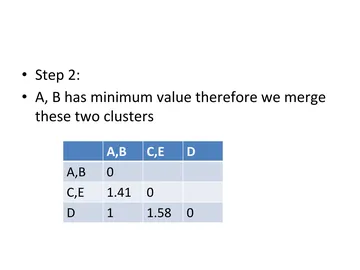 • Step 2:
• A, B has minimum value therefore we merge
these two clusters
A,B C,E D
A,B 0
C,E 1.41 0
D 1 1.58 0